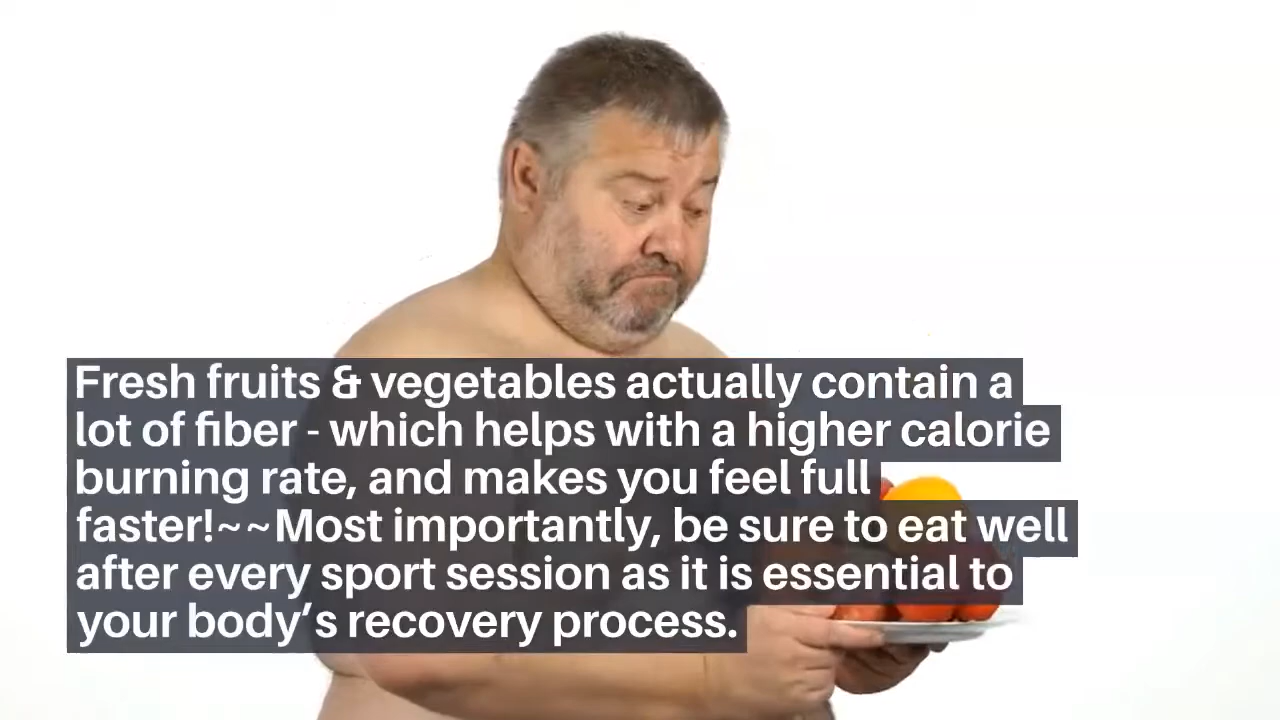 Fresh fruits & vegetables actually contain a
lot of fiber - which helps with a higher calorie
burning rate, and makes you feel full
faster!~~Most importantly, be sure to eat well
after every sport session as it is essential to
your body’s recovery process.